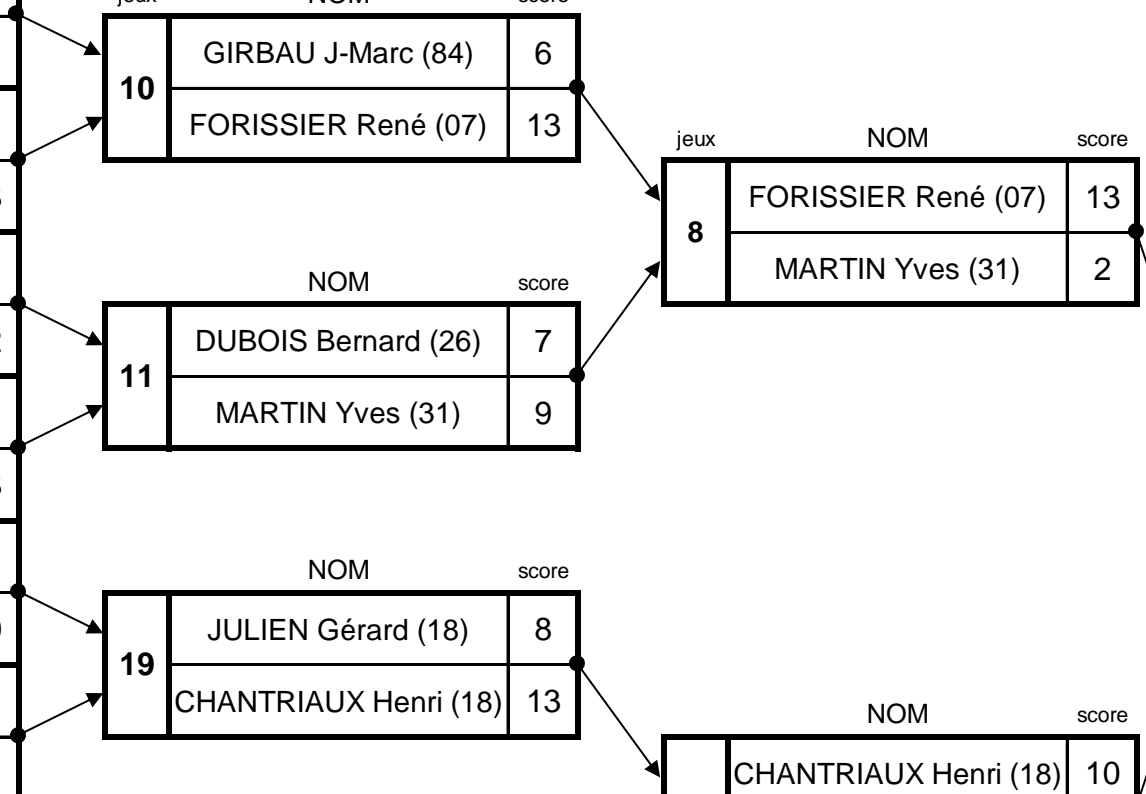 jeux NOM score
GIRBAU J-Marc (84) 6
10
FORISSIER René (07) 13
jeux NOM score
FORISSIER René (07) 13
8
MARTIN Yves (31) 2
NOM score
DUBOIS Bernard (26) 7
11
MARTIN Yves (31) 9
NOM score
JULIEN Gérard (18) 8
19
CHANTRIAUX Henri (18) 13
NOM score
CHANTRIAUX Henri (18) 10